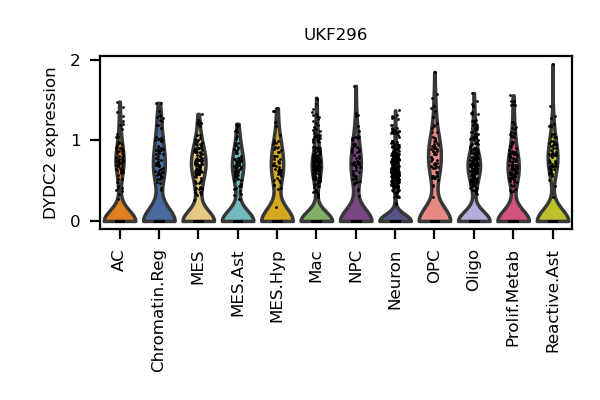 UKF296
DYDC2 expression
2
1
0
AC
Chromatin.Reg
MES
MES.Ast
MES.Hyp
Mac
NPC
Neuron
OPC
Oligo
Prolif.Metab
Reactive.Ast